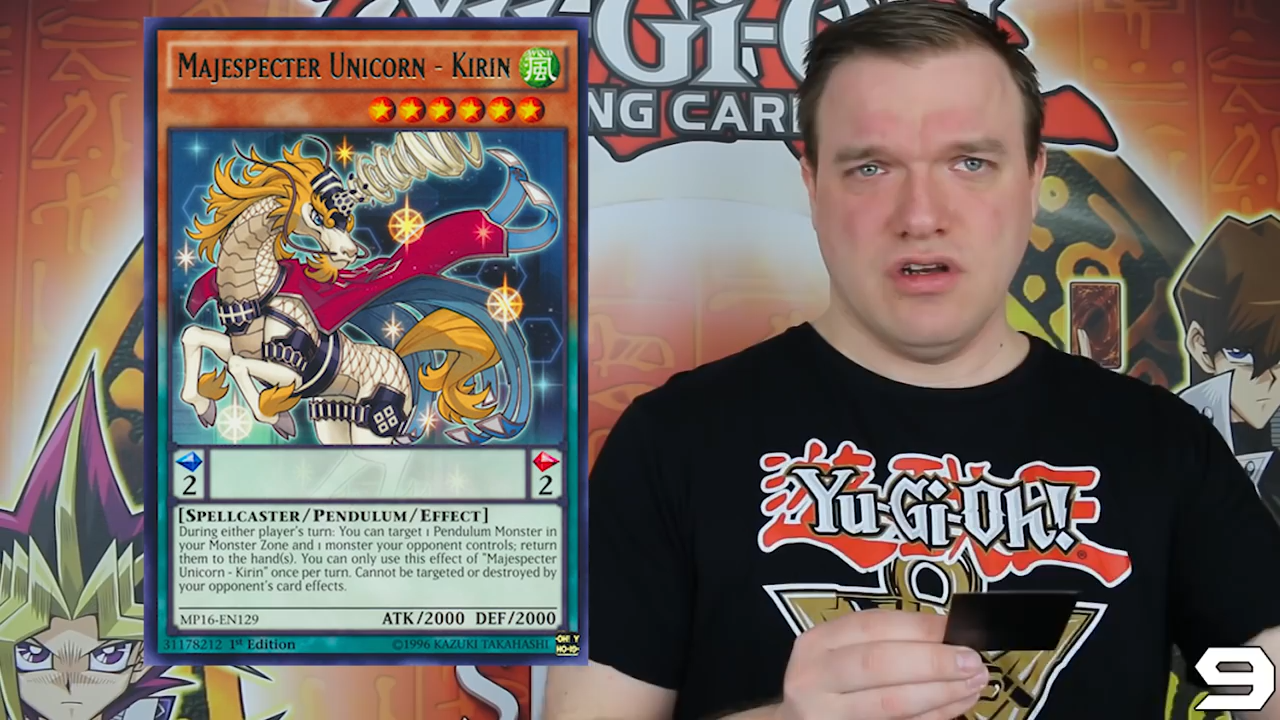 MAJESPECTER UNICORN - KIRIN
WIND
風
2
2
[SPELLCASTER/PENDULUM/EFFECT]
During either player's turn: You can target 1 Pendulum Monster in
your Monster Zone and 1 monster your opponent controls; return
them to the hand(s). You can only use this effect of "Majespecter
Unicorn - Kirin" once per turn. Cannot be targeted or destroyed by
your opponent's card effects.
MP16-EN129
ATK/2000 DEF/2000
31178212 1st Edition
©1996 KAZUKI TAKAHASHI
NG CAR
Yu-Gi-Oh!
®
9